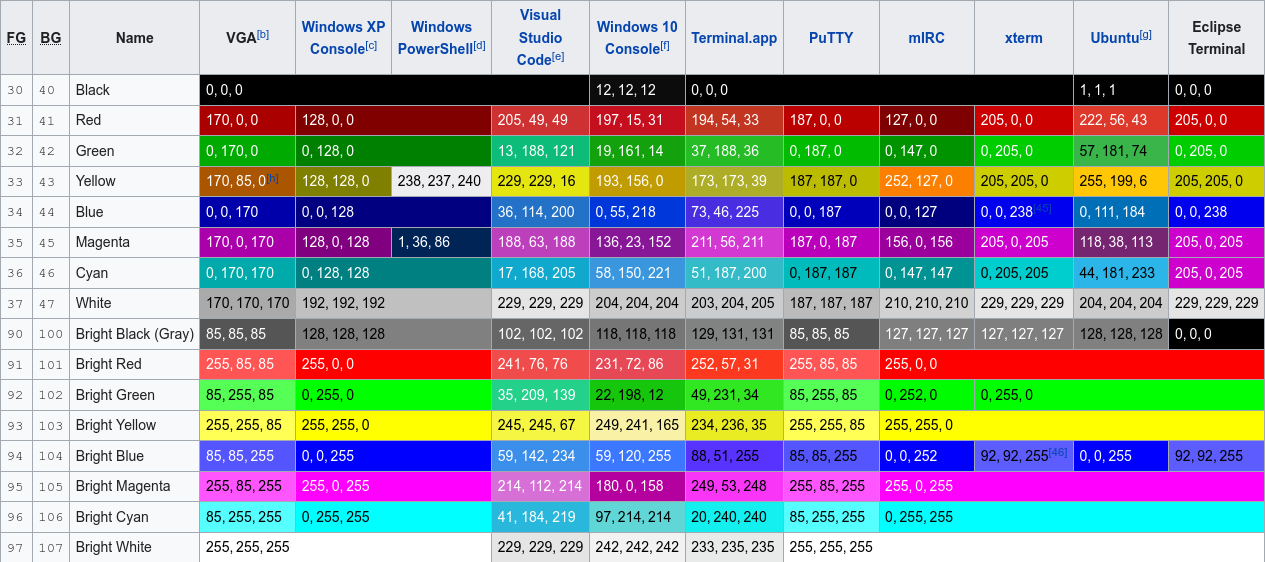 FG BG Name VGA[b] Windows XP Console[c] Windows PowerShell[d] Visual Studio Code[e] Windows 10 Console[f] Terminal.app PuTTY mIRC xterm Ubuntu[g] Eclipse Terminal
30 40 Black 0, 0, 0 12, 12, 12 0, 0, 0 1, 1, 1 0, 0, 0
31 41 Red 170, 0, 0 128, 0, 0 205, 49, 49 197, 15, 31 194, 54, 33 187, 0, 0 127, 0, 0 205, 0, 0 222, 56, 43 205, 0, 0
32 42 Green 0, 170, 0 0, 128, 0 13, 188, 121 19, 161, 14 37, 188, 36 0, 187, 0 0, 147, 0 0, 205, 0 57, 181, 74 0, 205, 0
33 43 Yellow 170, 85, 0[h] 128, 128, 0 238, 237, 240 229, 229, 16 193, 156, 0 173, 173, 39 187, 187, 0 252, 127, 0 205, 205, 0 255, 199, 6 205, 205, 0
34 44 Blue 0, 0, 170 0, 0, 128 36, 114, 200 0, 55, 218 73, 46, 225 0, 0, 187 0, 0, 127 0, 0, 238[45] 0, 111, 184 0, 0, 238
35 45 Magenta 170, 0, 170 128, 0, 128 1, 36, 86 188, 63, 188 136, 23, 152 211, 56, 211 187, 0, 187 156, 0, 156 205, 0, 205 118, 38, 113 205, 0, 205
36 46 Cyan 0, 170, 170 0, 128, 128 17, 168, 205 58, 150, 221 51, 187, 200 0, 187, 187 0, 147, 147 0, 205, 205 44, 181, 233 205, 0, 205
37 47 White 170, 170, 170 192, 192, 192 229, 229, 229 204, 204, 204 203, 204, 205 187, 187, 187 210, 210, 210 229, 229, 229 204, 204, 204 229, 229, 229
90 100 Bright Black (Gray) 85, 85, 85 128, 128, 128 102, 102, 102 118, 118, 118 129, 131, 131 85, 85, 85 127, 127, 127 127, 127, 127 128, 128, 128 0, 0, 0
91 101 Bright Red 255, 85, 85 255, 0, 0 241, 76, 76 231, 72, 86 252, 57, 31 255, 85, 85 255, 0, 0
92 102 Bright Green 85, 255, 85 0, 255, 0 35, 209, 139 22, 198, 12 49, 231, 34 85, 255, 85 0, 252, 0 0, 255, 0
93 103 Bright Yellow 255, 255, 85 255, 255, 0 245, 245, 67 249, 241, 165 234, 236, 35 255, 255, 85 255, 255, 0
94 104 Bright Blue 85, 85, 255 0, 0, 255 59, 142, 234 59, 120, 255 88, 51, 255 85, 85, 255 0, 0, 252 92, 92, 255[46] 0, 0, 255 92, 92, 255
95 105 Bright Magenta 255, 85, 255 255, 0, 255 214, 112, 214 180, 0, 158 249, 53, 248 255, 85, 255 255, 0, 255
96 106 Bright Cyan 85, 255, 255 0, 255, 255 41, 184, 219 97, 214, 214 20, 240, 240 85, 255, 255 0, 255, 255
97 107 Bright White 255, 255, 255 229, 229, 229 242, 242, 242 233, 235, 235 255, 255, 255